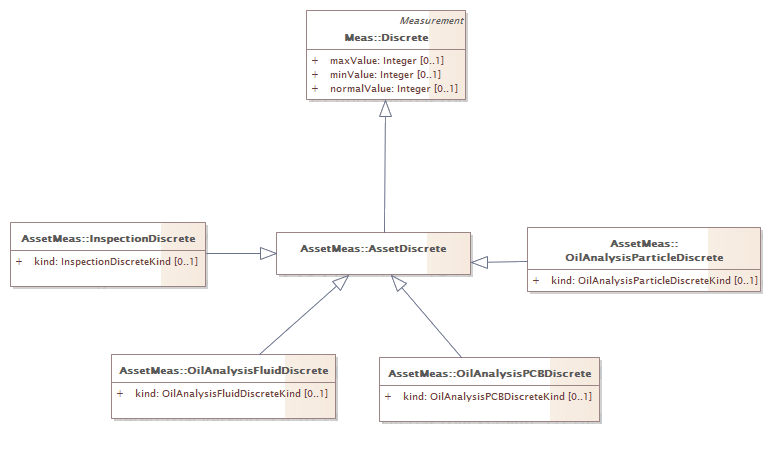 Measurement
Meas::Discrete
+ maxValue: Integer [0..1]
+ minValue: Integer [0..1]
+ normalValue: Integer [0..1]
AssetMeas::InspectionDiscrete
+ kind: InspectionDiscreteKind [0..1]
AssetMeas::AssetDiscrete
AssetMeas::
OilAnalysisParticleDiscrete
+ kind: OilAnalysisParticleDiscreteKind [0..1]
AssetMeas::OilAnalysisFluidDiscrete
+ kind: OilAnalysisFluidDiscreteKind [0..1]
AssetMeas::OilAnalysisPCBDiscrete
+ kind: OilAnalysisPCBDiscreteKind [0..1]